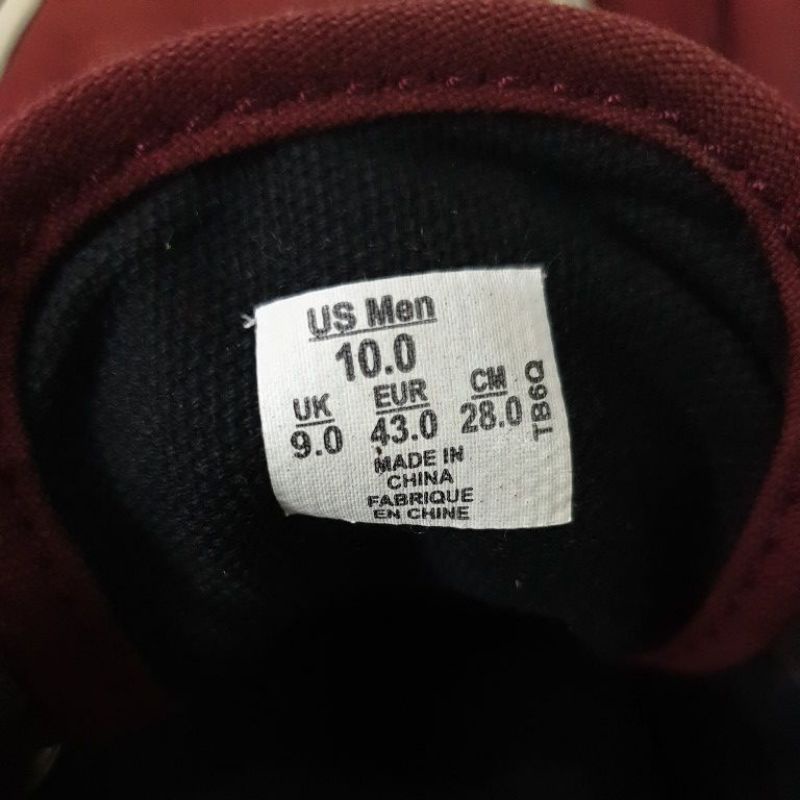 US Men
10.0
UK EUR CM
9.0 43.0 28.0
TB6Q
MADE IN
CHINA
FABRIQUE
EN CHINE